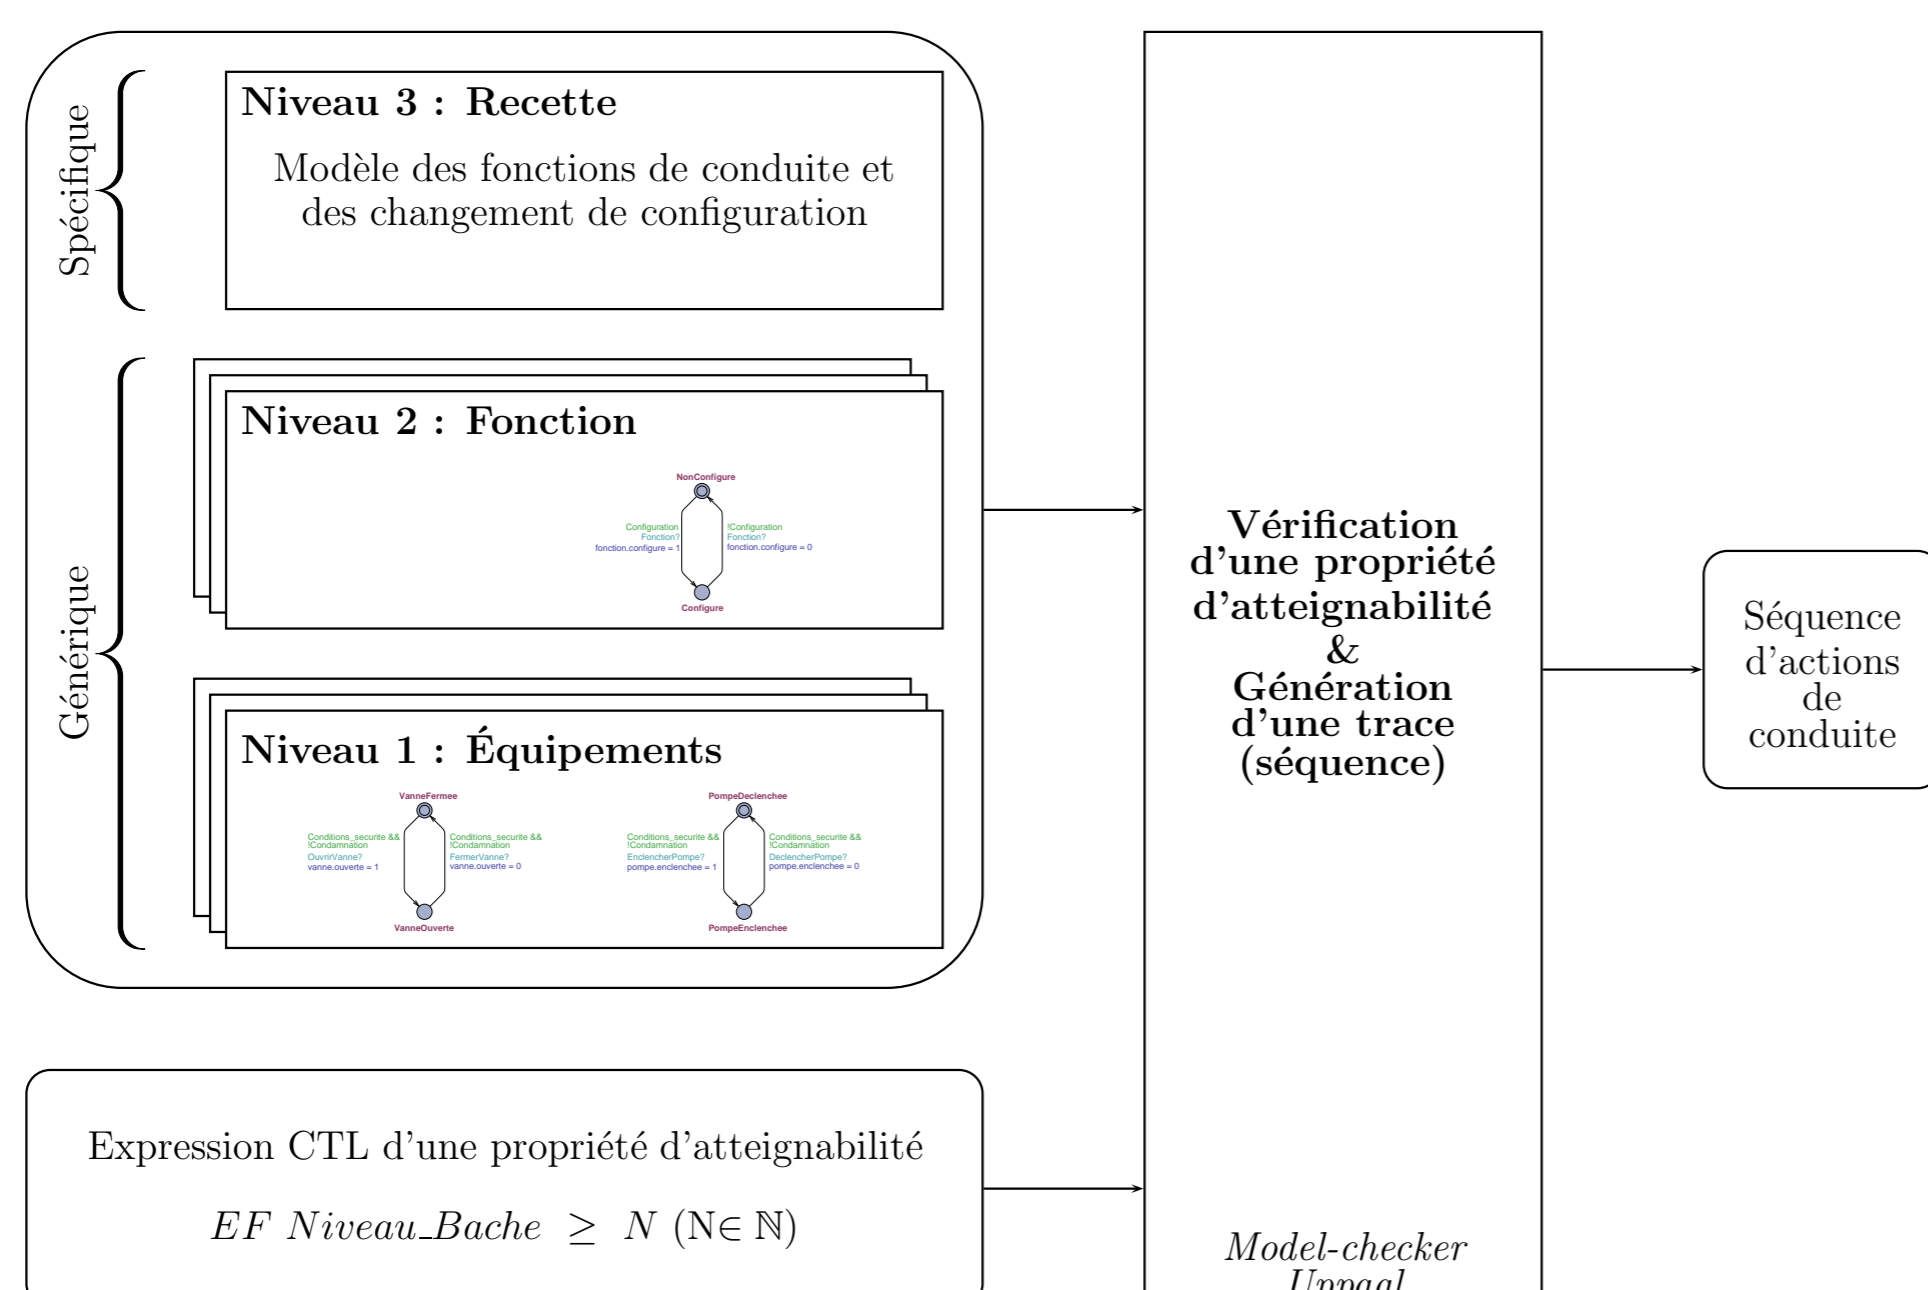 Spécifique
Niveau 3 : Recette
Modèle des fonctions de conduite et
des changement de configuration
Générique
Niveau 2 : Fonction
NonConfigure
Configuration
Fonction?
fonction.configure = 1
!Configuration
Fonction?
fonction.configure = 0
Configure
Niveau 1 : Équipements
VanneFermee
Conditions_securite &&
!Condamnation
OuvrirVanne?
vanne.ouverte = 1
Conditions_securite &&
!Condamnation
FermerVanne?
vanne.ouverte = 0
VanneOuverte
PompeDeclenchee
Conditions_securite &&
!Condamnation
EnclencherPompe?
pompe.enclenchee = 1
Conditions_securite &&
!Condamnation
DeclencherPompe?
pompe.enclenchee = 0
PompeEnclenchee
Expression CTL d'une propriété d'atteignabilité
EF Niveau_Bache ≥ N (N∈ ℕ)
Vérification
d'une propriété
d'atteignabilité
&
Génération
d'une trace
(séquence)
Model-checker
Uppaal
Séquence
d'actions
de
conduite